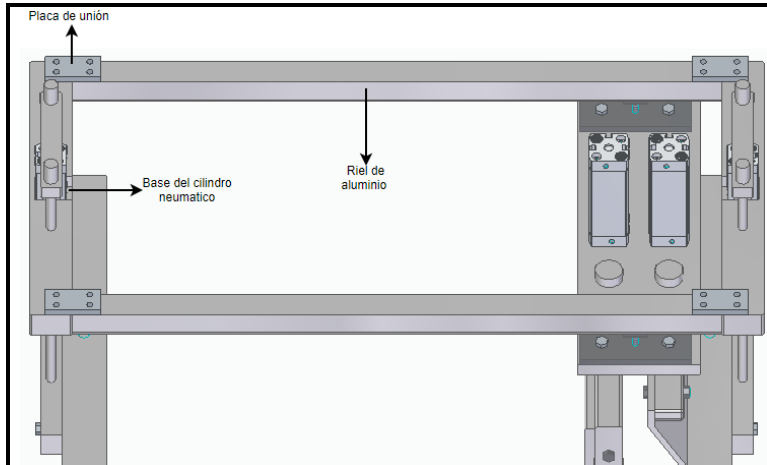 Placa de unión
Base del cilindro
neumatico
Riel de
aluminio